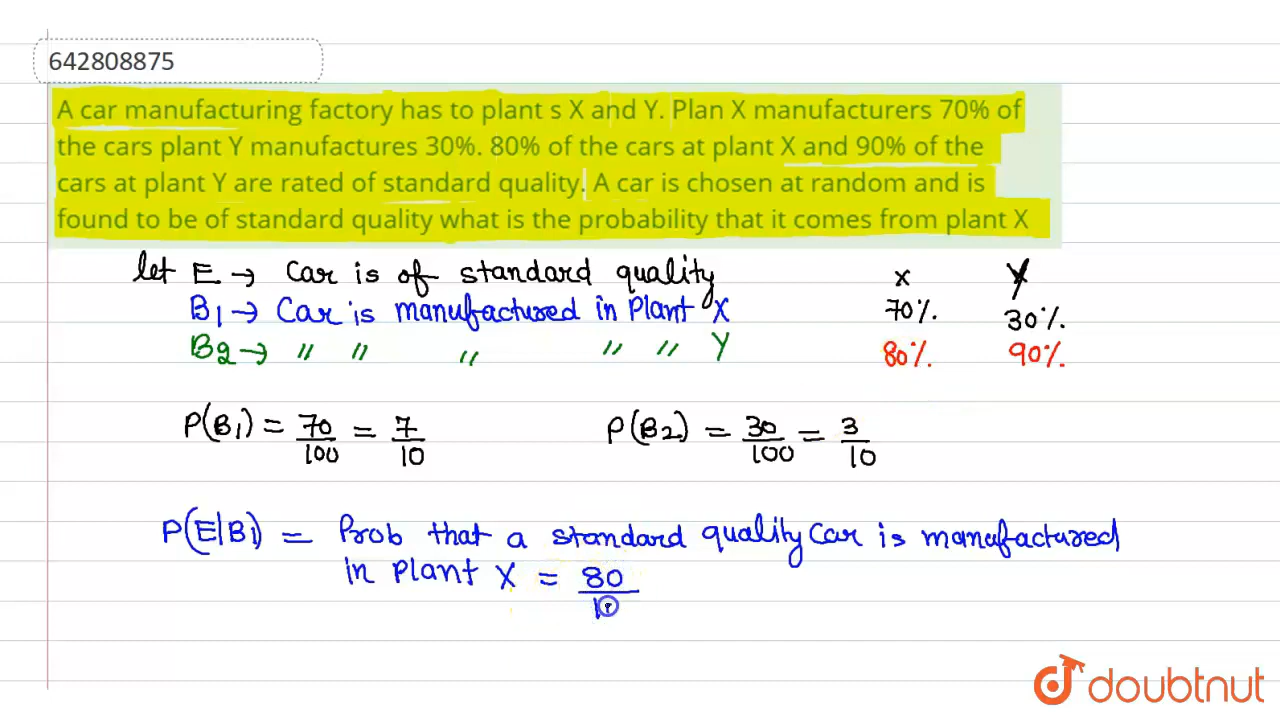 642808875
A car manufacturing factory has to plant s X and Y. Plan X manufacturers 70% of
the cars plant Y manufactures 30%. 80% of the cars at plant X and 90% of the
cars at plant Y are rated of standard quality. A car is chosen at random and is
found to be of standard quality what is the probability that it comes from plant X
let E → Car is of standard quality X Y
B1 → Car is manufactured in Plant X 70% 30%
B2 → " " " " " Y 80% 90%
P(B1) = 70/100 = 7/10 P(B2) = 30/100 = 3/10
P(E|B1) = Prob that a standard quality Car is manufactured
in Plant X = 80
doubtnut